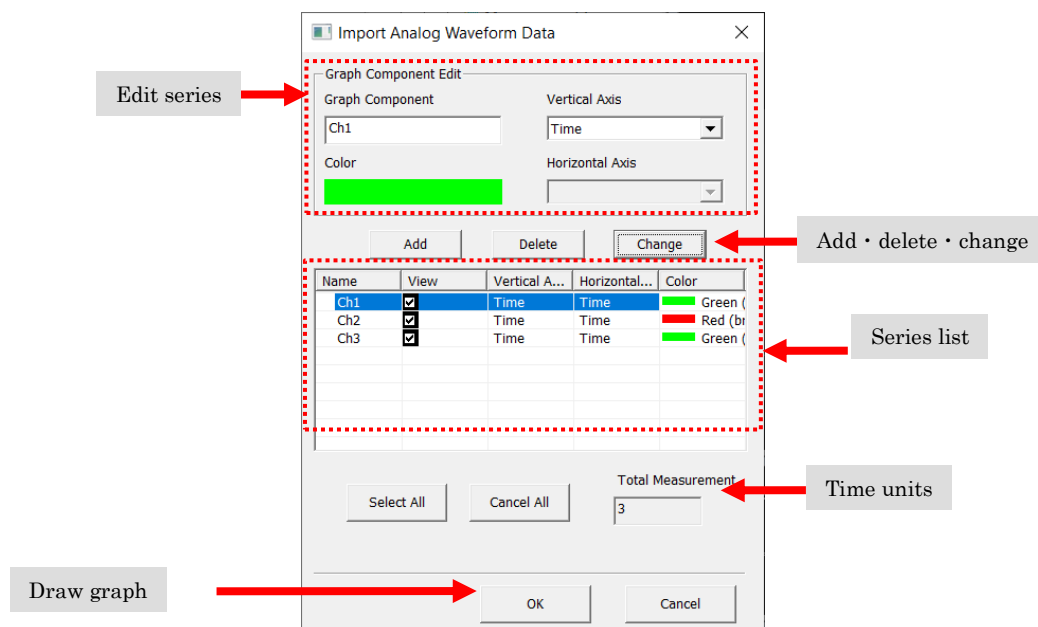 Import Analog Waveform Data
Graph Component Edit
Edit series
Graph Component
Vertical Axis
Ch1
Time
Color
Horizontal Axis
Add
Delete
Change
Add・delete・change
Name View Vertical A... Horizontal... Color
Ch1 Time Time Green (
Ch2 Time Time Red (br
Ch3 Time Time Green (
Series list
Total Measurement
Select All
Cancel All
3
Time units
Draw graph
OK
Cancel